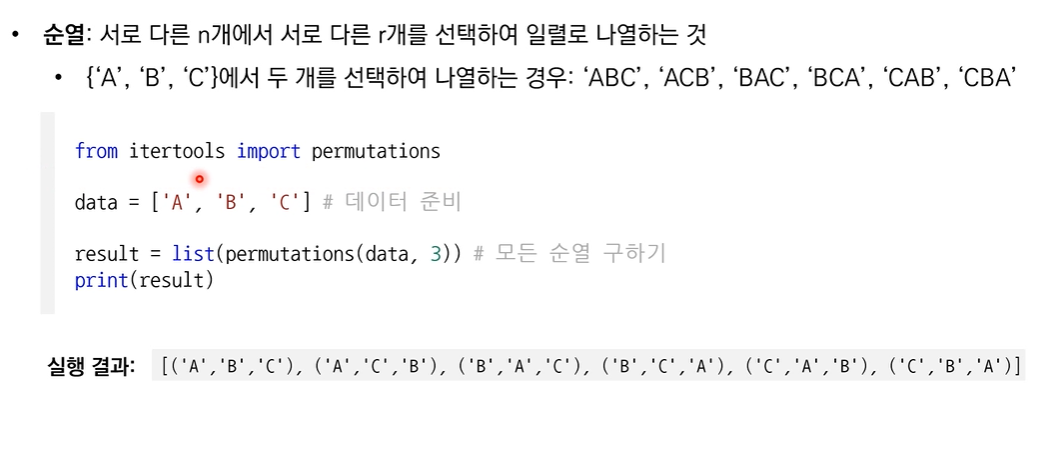 • 순열: 서로 다른 n개에서 서로 다른 r개를 선택하여 일렬로 나열하는 것
• {‘A’, ‘B’, ‘C’}에서 두 개를 선택하여 나열하는 경우: ‘ABC’, ‘ACB’, ‘BAC’, ‘BCA’, ‘CAB’, ‘CBA’
from itertools import permutations
data = ['A', 'B', 'C'] # 데이터 준비
result = list(permutations(data, 3)) # 모든 순열 구하기
print(result)
실행 결과: [('A','B','C'), ('A','C','B'), ('B','A','C'), ('B','C','A'), ('C','A','B'), ('C','B','A')]